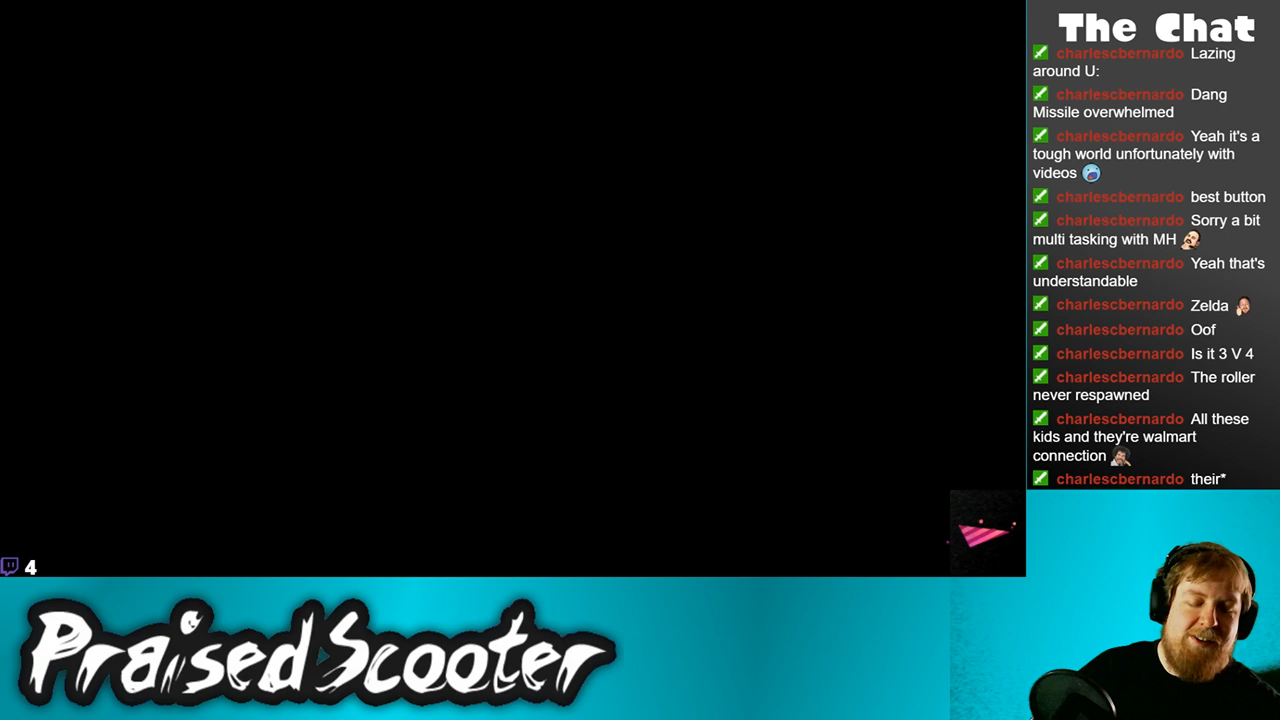 The Chat
charlescbernardo Lazing
around U:
charlescbernardo Dang
Missile overwhelmed
charlescbernardo Yeah it's a
tough world unfortunately with
videos
charlescbernardo best button
charlescbernardo Sorry a bit
multi tasking with MH
charlescbernardo Yeah that's
understandable
charlescbernardo Zelda
charlescbernardo Oof
charlescbernardo Is it 3 V 4
charlescbernardo The roller
never respawned
charlescbernardo All these
kids and they're walmart
connection
charlescbernardo their*
4
PraisedScooter